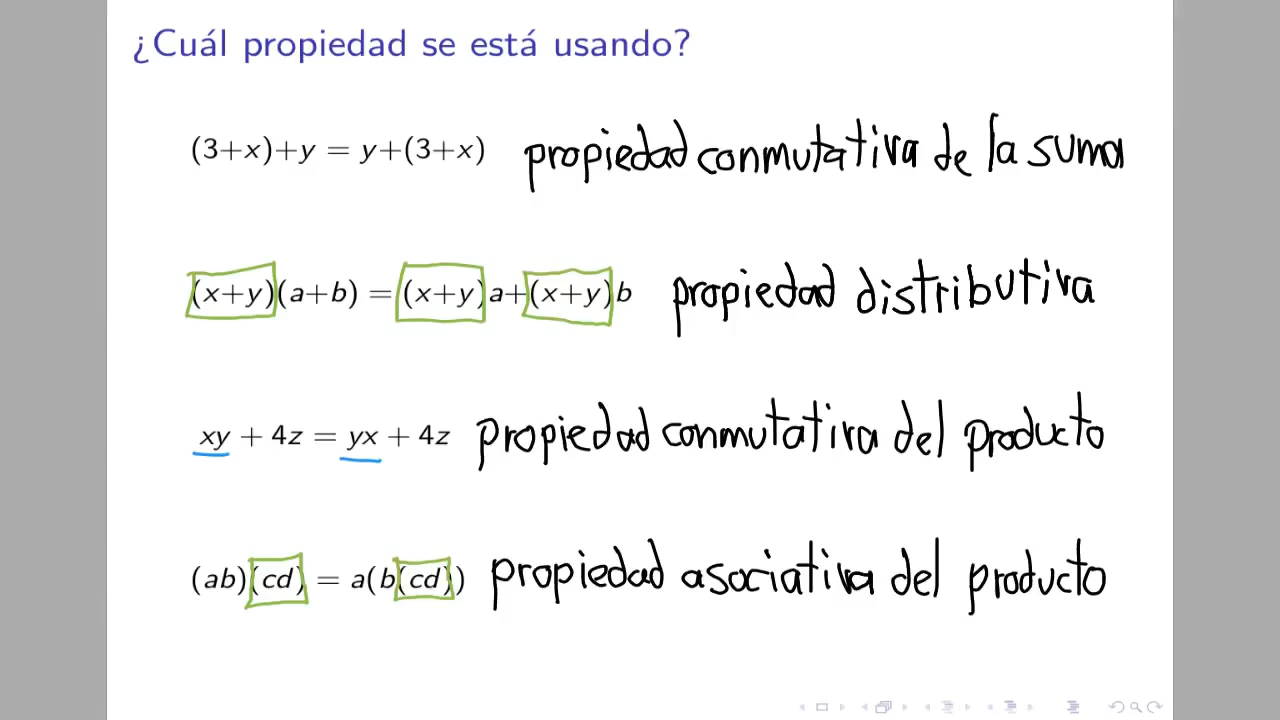 ¿Cuál propiedad se está usando?
(3+x)+y = y+(3+x) propiedad conmutativa de la suma
(x+y)(a+b) = (x+y)a+(x+y)b propiedad distributiva
xy + 4z = yx + 4z propiedad conmutativa del producto
(ab)(cd) = a(b(cd)) propiedad asociativa del producto